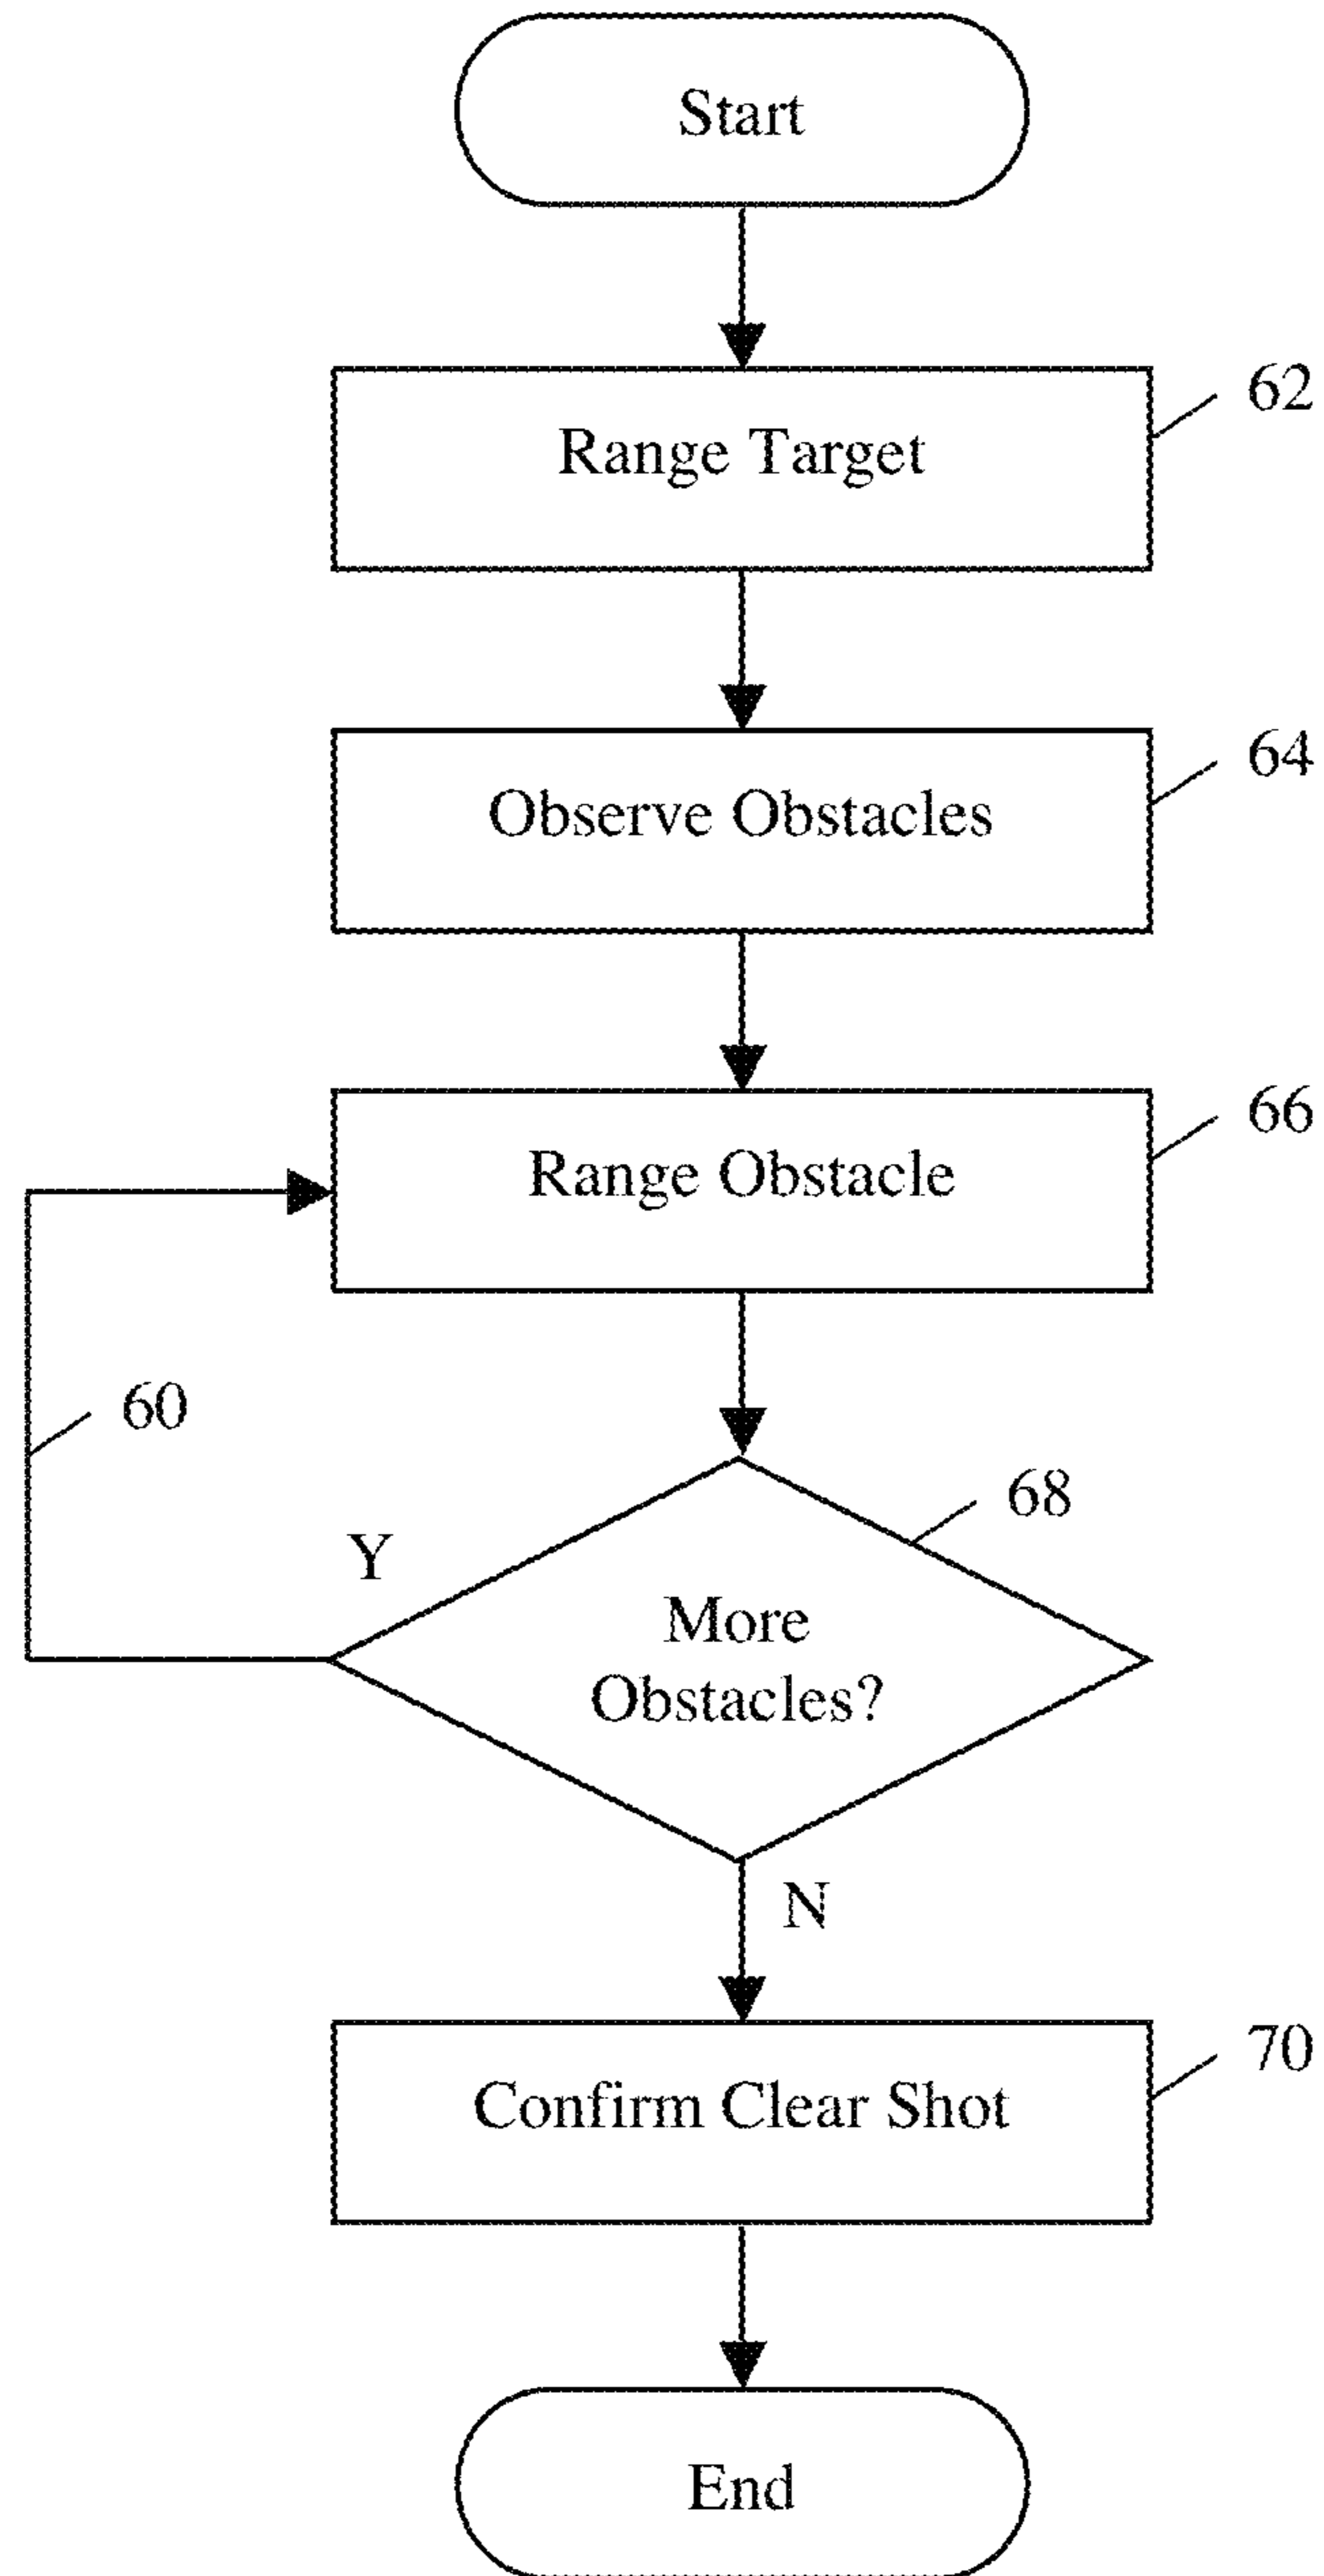 Start
62
Range Target
64
Observe Obstacles
66
Range Obstacle
60
68
Y
More
Obstacles?
N
70
Confirm Clear Shot
End